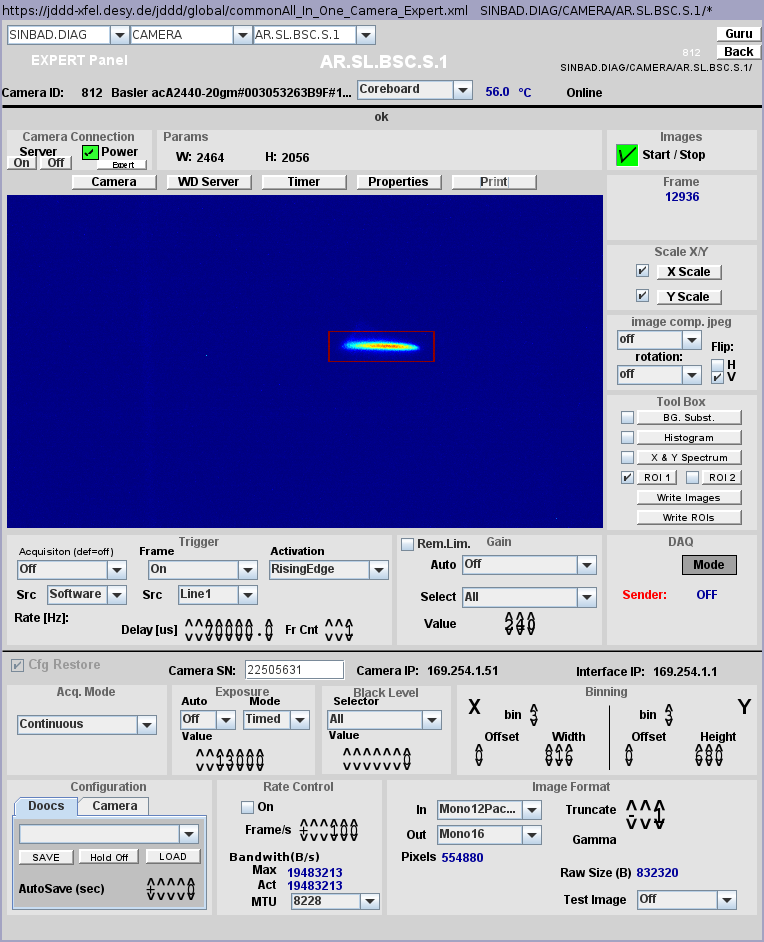 https://jddd-xfel.desy.de/jddd/global/commonAll_In_One_Camera_Expert.xml SINBAD.DIAG/CAMERA/AR.SL.BSC.S.1/*
SINBAD.DIAG CAMERA AR.SL.BSC.S.1 Guru
EXPERT Panel AR.SL.BSC.S.1 812 Back
SINBAD.DIAG/CAMERA/AR.SL.BSC.S.1/
Camera ID: 812 Basler acA2440-20gm#003053263B9F#1... Coreboard 56.0 °C Online
ok
Camera Connection Params Images
Server Power W: 2464 H: 2056 Start / Stop
On Off Expert
Camera WD Server Timer Properties Print Frame
12936
Scale X/Y
X Scale
Y Scale
image comp. jpeg
off Flip:
rotation: H
off V
Tool Box
BG. Subst.
Histogram
X & Y Spectrum
ROI 1 ROI 2
Write Images
Write ROIs
Trigger Rem.Lim. Gain DAQ
Acquisiton (def=off) Frame Activation
Off On RisingEdge Auto Off Mode
Src Software Src Line1 Select All Sender: OFF
Rate [Hz]: Delay[us] 70000.0 Fr Cnt 1 Value 240
Cfg Restore Camera SN: 22505631 Camera IP: 169.254.1.51 Interface IP: 169.254.1.1
Acq. Mode Exposure Black Level Binning
Auto Mode Selector X bin 3 bin 3 Y
Continuous Off Timed All
Value Value Offset Width Offset Height
13000 0 0 816 0 680
Configuration Rate Control Image Format
Doocs Camera On In Mono12Pac... Truncate -1
Frame/s + 100 Out Mono16 Gamma
SAVE Hold Off LOAD Bandwith(B/s) Pixels 554880
Max 19483213 Raw Size (B) 832320
AutoSave (sec) + 0 Act 19483213
MTU 8228 Test Image Off